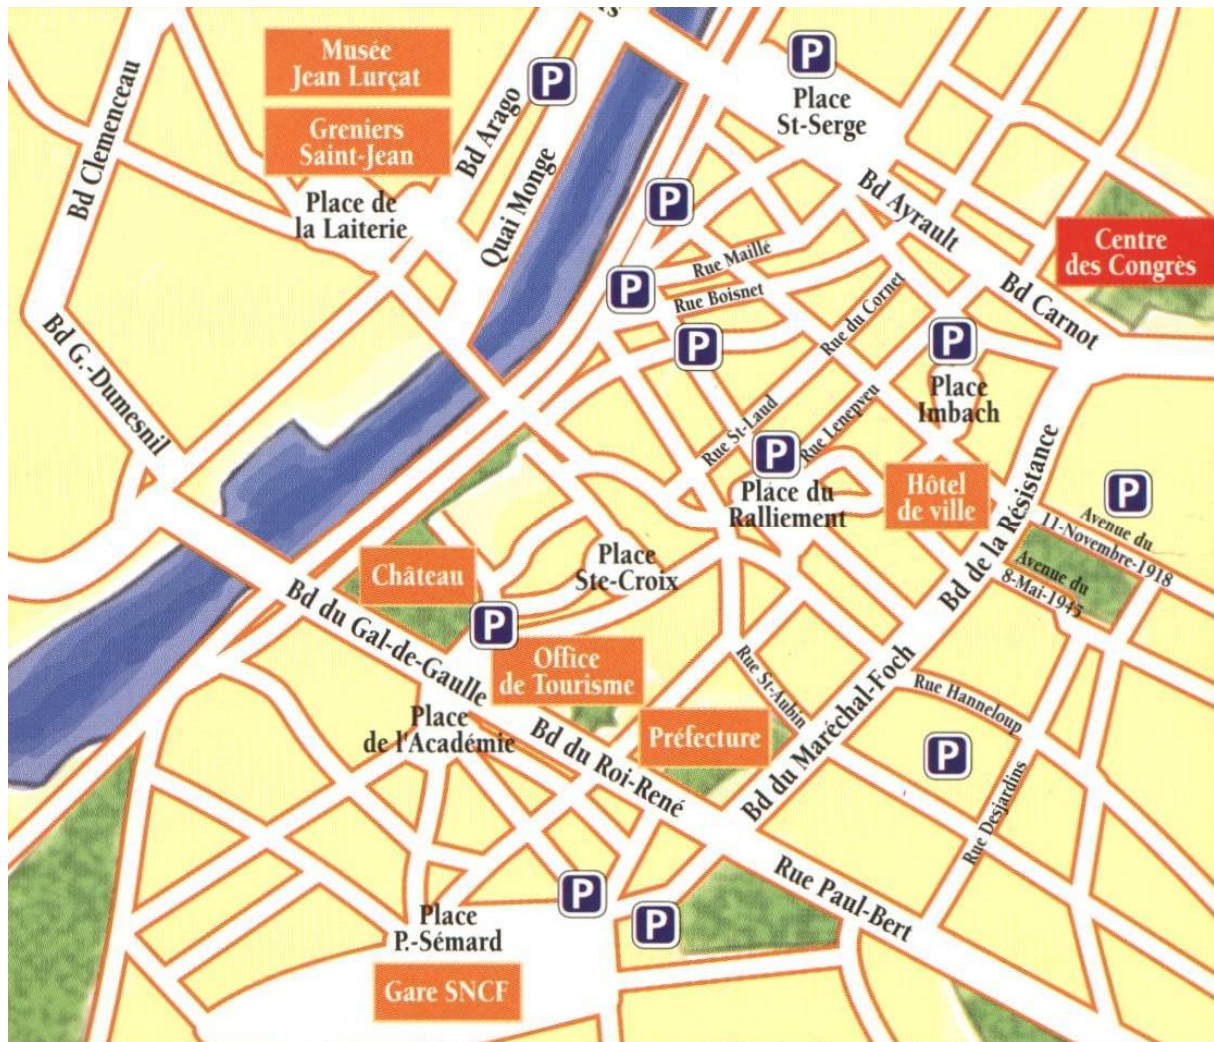 Musée
Jean Lurçat
P
P
Place
St-Serge
Greniers
Saint-Jean
Bd Clemenceau
Bd Arago
Quai Monge
Place de
la Laiterie
P
Bd Ayrault
Centre
des Congrès
Rue Maillé
P
Rue Boisnet
Bd Carnot
Rue du Cornet
P
P
Place
Imbach
Bd G.-Dumesnil
Rue St-Laud
Rue Lenepveu
P
Place du
Ralliement
Hôtel
de ville
P
Bd de la Résistance
Avenue du
11-Novembre-1918
Avenue du
8-Mai-1945
Château
Place
Ste-Croix
P
Office
de Tourisme
Bd du Gal-de-Gaulle
Rue St-Aubin
Bd du Maréchal-Foch
Rue Hanneloup
Place
de l'Académie
Bd du Roi-René
Préfecture
P
Rue Desjardins
Rue Paul-Bert
P
P
Place
P.-Sémard
Gare SNCF